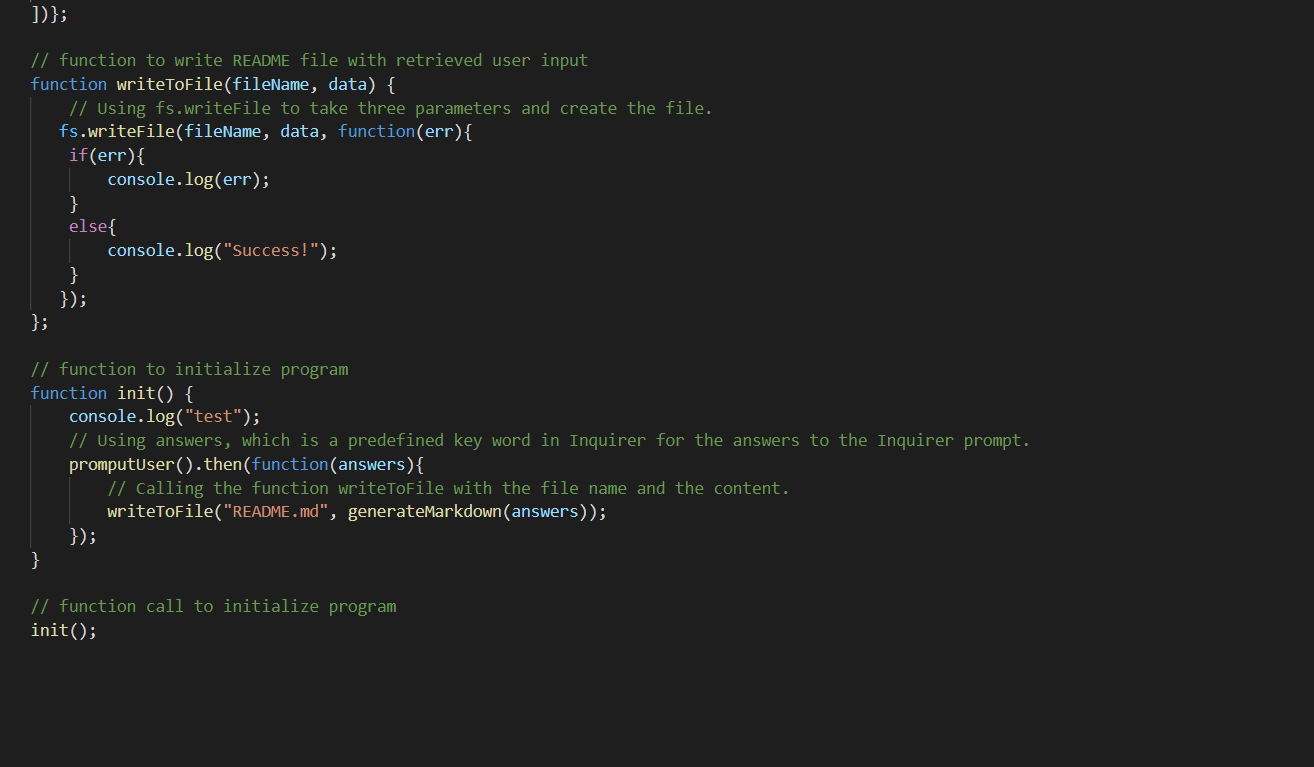 ])};
// function to write README file with retrieved user input
function writeToFile(fileName, data) {
// Using fs.writeFile to take three parameters and create the file.
fs.writeFile(fileName, data, function(err){
if(err){
console.log(err);
}
else{
console.log("Success!");
}
});
};
// function to initialize program
function init() {
console.log("test");
// Using answers, which is a predefined key word in Inquirer for the answers to the Inquirer prompt.
promputUser().then(function(answers){
// Calling the function writeToFile with the file name and the content.
writeToFile("README.md", generateMarkdown(answers));
});
}
// function call to initialize program
init();